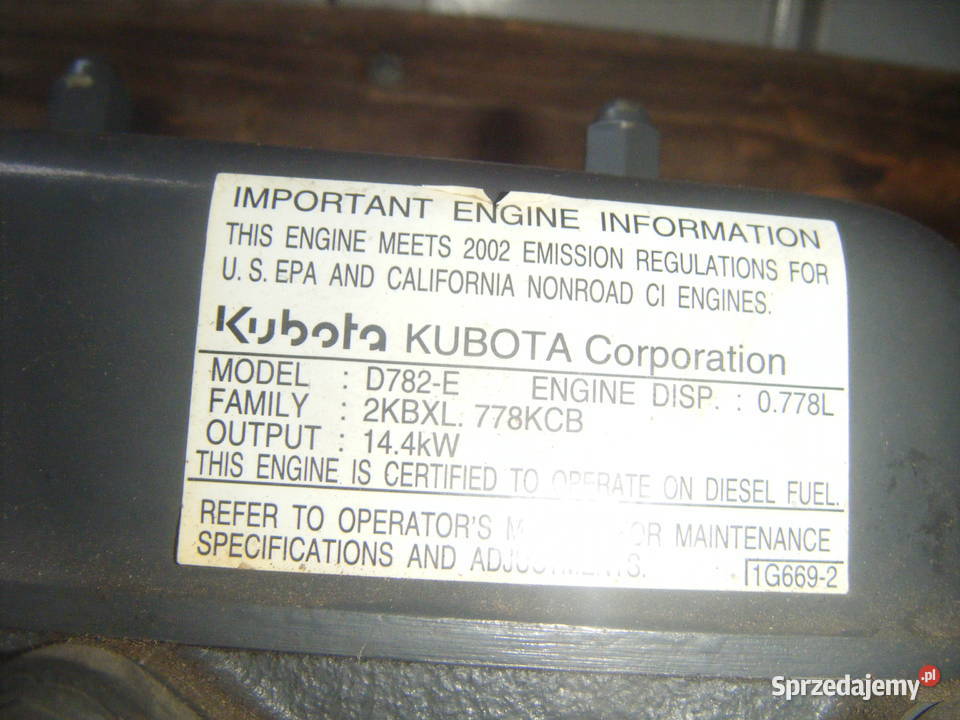 IMPORTANT ENGINE INFORMATION
THIS ENGINE MEETS 2002 EMISSION REGULATIONS FOR
U.S. EPA AND CALIFORNIA NONROAD CI ENGINES.
Kubota KUBOTA Corporation
MODEL : D782-E ENGINE DISP. : 0.778L
FAMILY : 2KBXL. 778KCB
OUTPUT : 14.4kW
THIS ENGINE IS CERTIFIED TO OPERATE ON DIESEL FUEL.
REFER TO OPERATOR'S MAINTENANCE
SPECIFICATIONS AND ADJUSTMENTS.
1G669-2
Sprzedajemy.pl